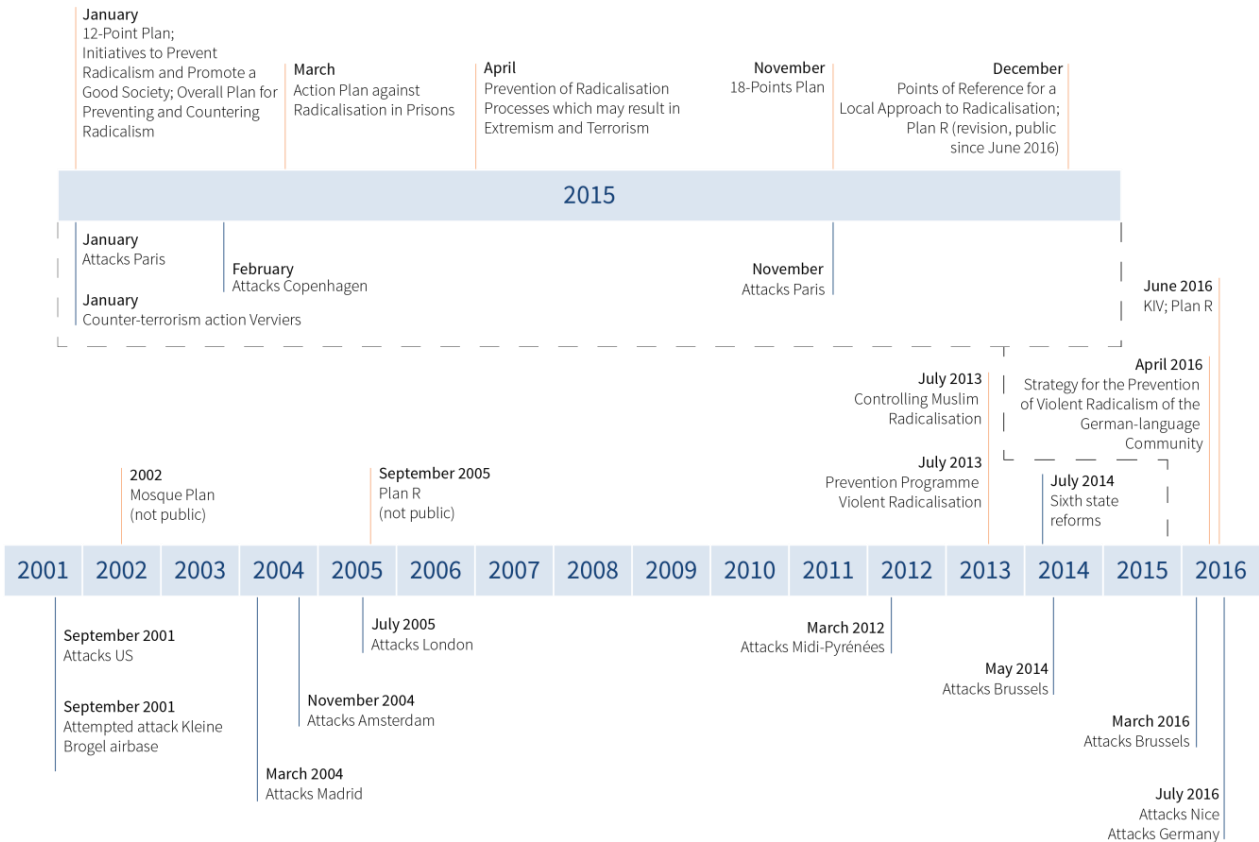 January
12-Point Plan;
Initiatives to Prevent
Radicalism and Promote a
Good Society; Overall Plan for
Preventing and Countering
Radicalism
March
Action Plan against
Radicalisation in Prisons
April
Prevention of Radicalisation
Processes which may result in
Extremism and Terrorism
November
18-Points Plan
December
Points of Reference for a
Local Approach to Radicalisation;
Plan R (revision, public
since June 2016)
2015
January
Attacks Paris
January
Counter-terrorism action Verviers
February
Attacks Copenhagen
November
Attacks Paris
June 2016
KIV; Plan R
April 2016
Strategy for the Prevention
of Violent Radicalism of the
German-language
Community
July 2013
Controlling Muslim
Radicalisation
July 2013
Prevention Programme
Violent Radicalisation
July 2014
Sixth state
reforms
2002
Mosque Plan
(not public)
September 2005
Plan R
(not public)
2001 2002 2003 2004 2005 2006 2007 2008 2009 2010 2011 2012 2013 2014 2015 2016
September 2001
Attacks US
September 2001
Attempted attack Kleine
Brogel airbase
March 2004
Attacks Madrid
November 2004
Attacks Amsterdam
July 2005
Attacks London
March 2012
Attacks Midi-Pyrénées
May 2014
Attacks Brussels
March 2016
Attacks Brussels
July 2016
Attacks Nice
Attacks Germany